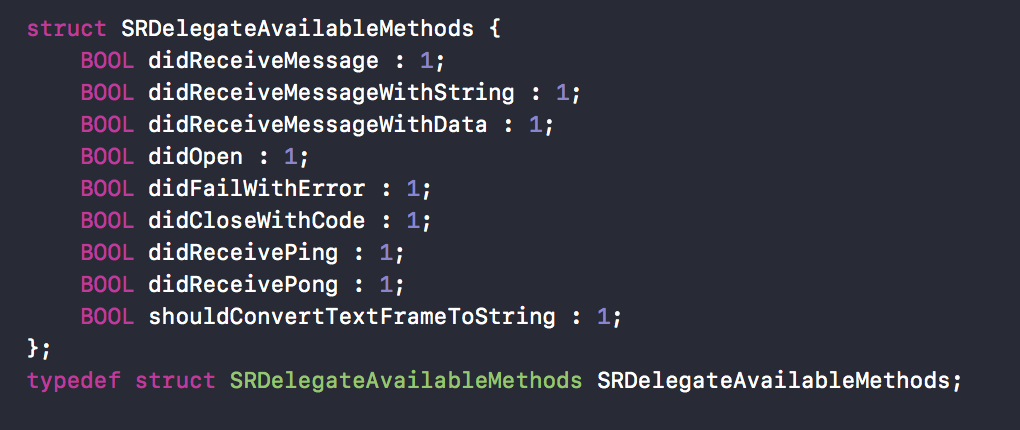 struct SRDelegateAvailableMethods {
    BOOL didReceiveMessage : 1;
    BOOL didReceiveMessageWithString : 1;
    BOOL didReceiveMessageWithData : 1;
    BOOL didOpen : 1;
    BOOL didFailWithError : 1;
    BOOL didCloseWithCode : 1;
    BOOL didReceivePing : 1;
    BOOL didReceivePong : 1;
    BOOL shouldConvertTextFrameToString : 1;
};
typedef struct SRDelegateAvailableMethods SRDelegateAvailableMethods;